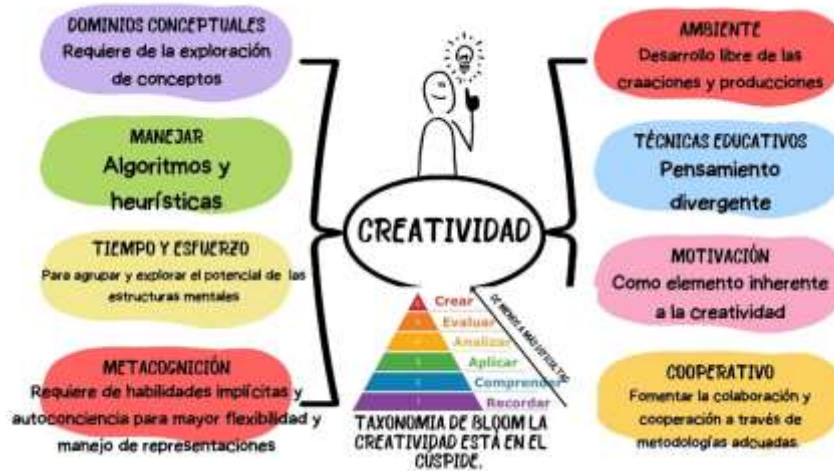 DOMINIOS CONCEPTUALES
Requiere de la exploración
de conceptos
MANEJAR
Algoritmos y
heurísticas
TIEMPO Y ESFUERZO
Para agrupar y explorar el potencial de las
estructuras mentales
METACOGNICIÓN
Requiere de habilidades implícitas y
autoconciencia para mayor flexibilidad y
manejo de representaciones
CREATIVIDAD
Crear
Evaluar
Analizar
Aplicar
Comprender
Recordar
DE MENOS A MÁS DIFICULTAD
TAXONOMIA DE BLOOM LA
CREATIVIDAD ESTÁ EN EL
CÚSPIDE.
AMBIENTE
Desarrollo libre de las
craaciones y producciones
TÉCNICAS EDUCATIVOS
Pensamiento
divergente
MOTIVACIÓN
Como elemento inherente
a la creatividad
COOPERATIVO
Fomentar la colaboración y
cooperación a través de
metodologías adcuadas.